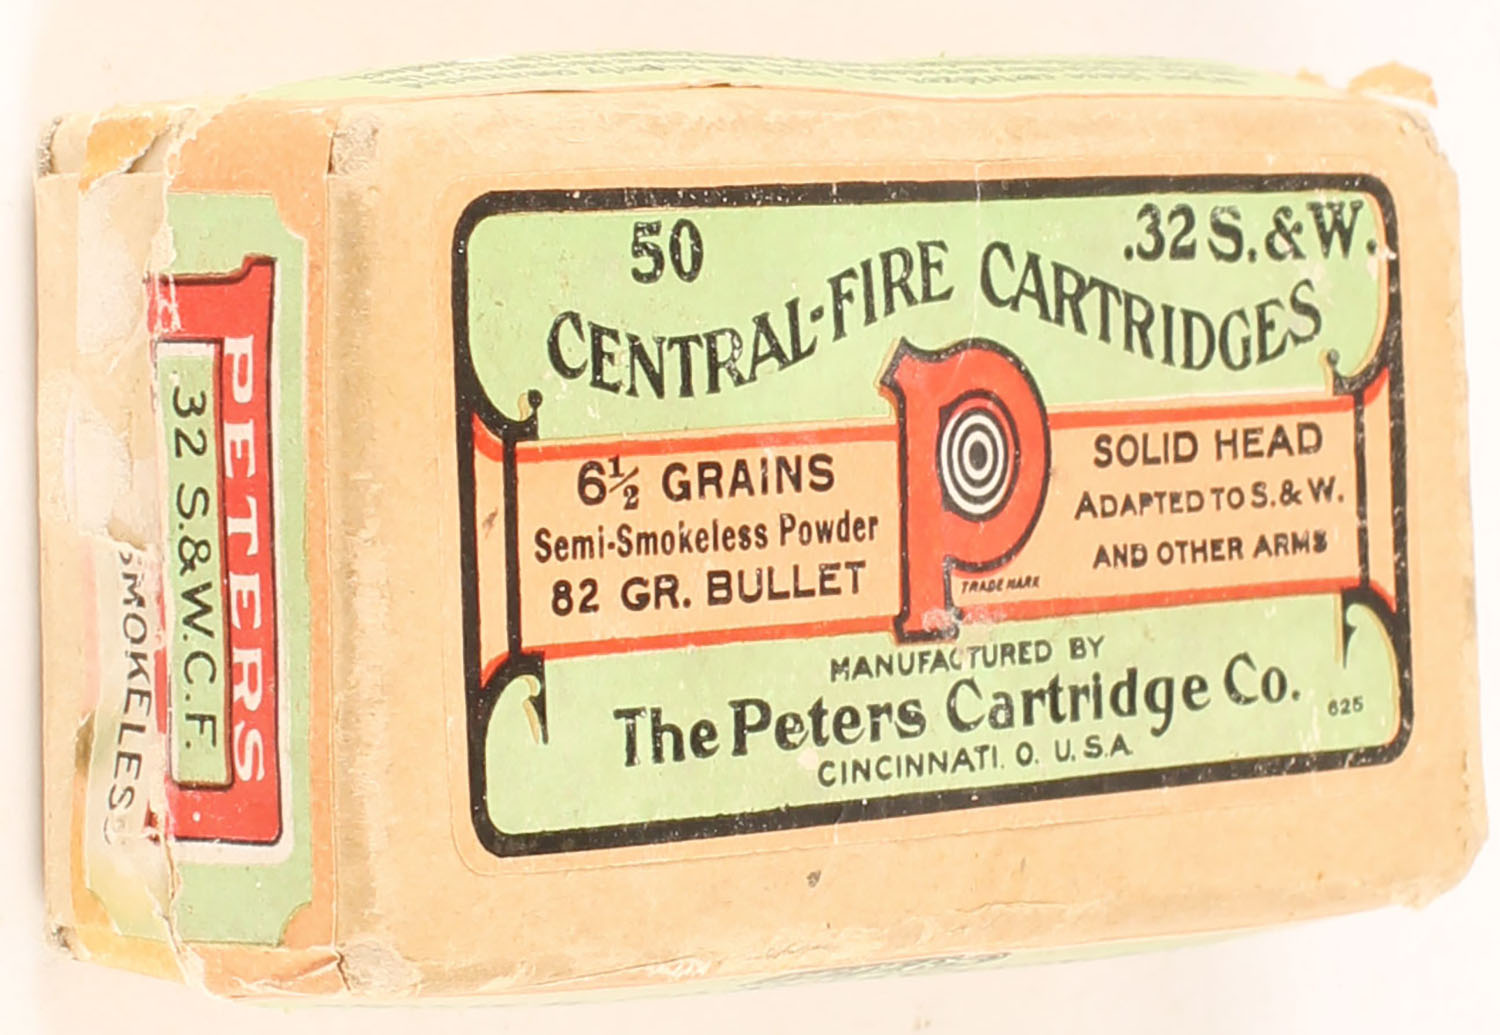 50
.32 S. & W.
CENTRAL-FIRE CARTRIDGES
6½ GRAINS
Semi-Smokeless Powder
82 GR. BULLET
P
TRADE MARK
SOLID HEAD
ADAPTED TO S. & W.
AND OTHER ARMS
MANUFACTURED BY
The Peters Cartridge Co.
CINCINNATI. O. U.S.A.
625
PETERS
32 S.&W.C.F.
SMOKELESS